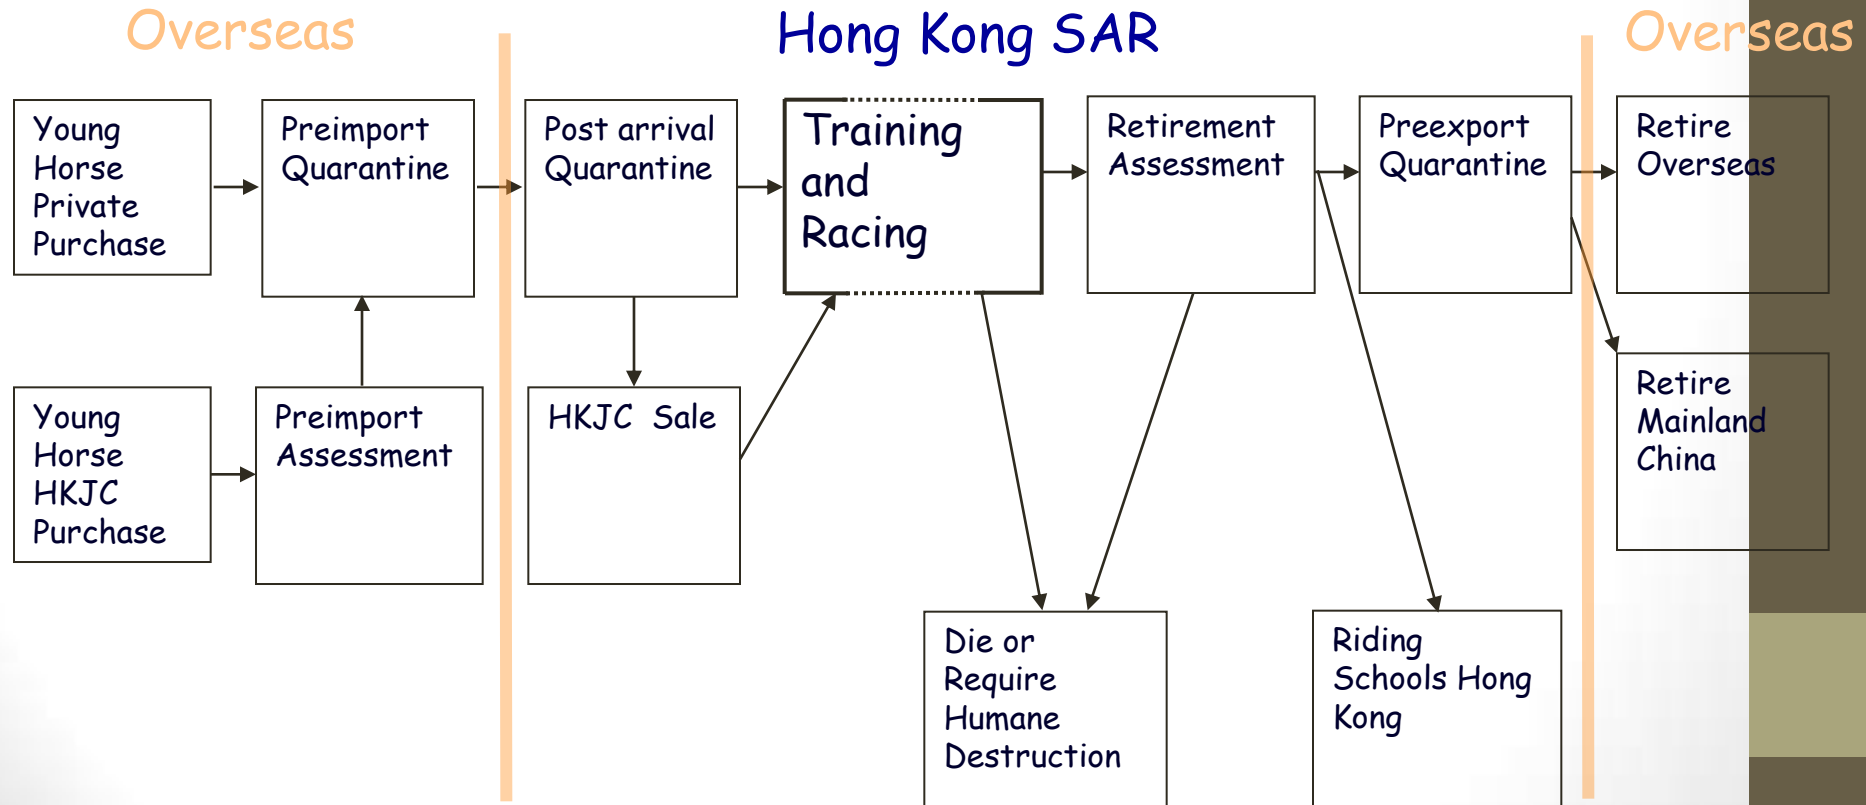 Overseas
Hong Kong SAR
Overseas
Young
Horse
Private
Purchase
Preimport
Quarantine
Post arrival
Quarantine
Training
and
Racing
Retirement
Assessment
Preexport
Quarantine
Retire
Overseas
Young
Horse
HKJC
Purchase
Preimport
Assessment
HKJC Sale
Retire
Mainland
China
Die or
Require
Humane
Destruction
Riding
Schools Hong
Kong